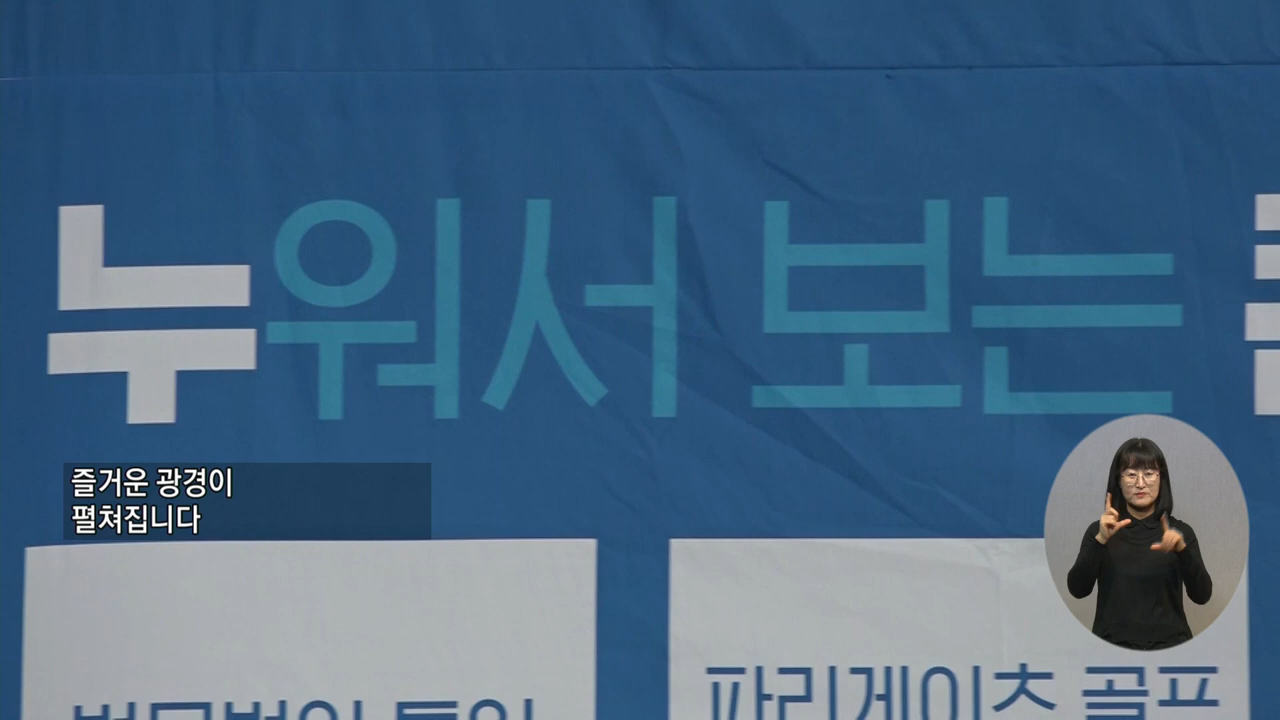 누워서 보는
즐거운 광경이
펼쳐집니다
파리게이츠 골프